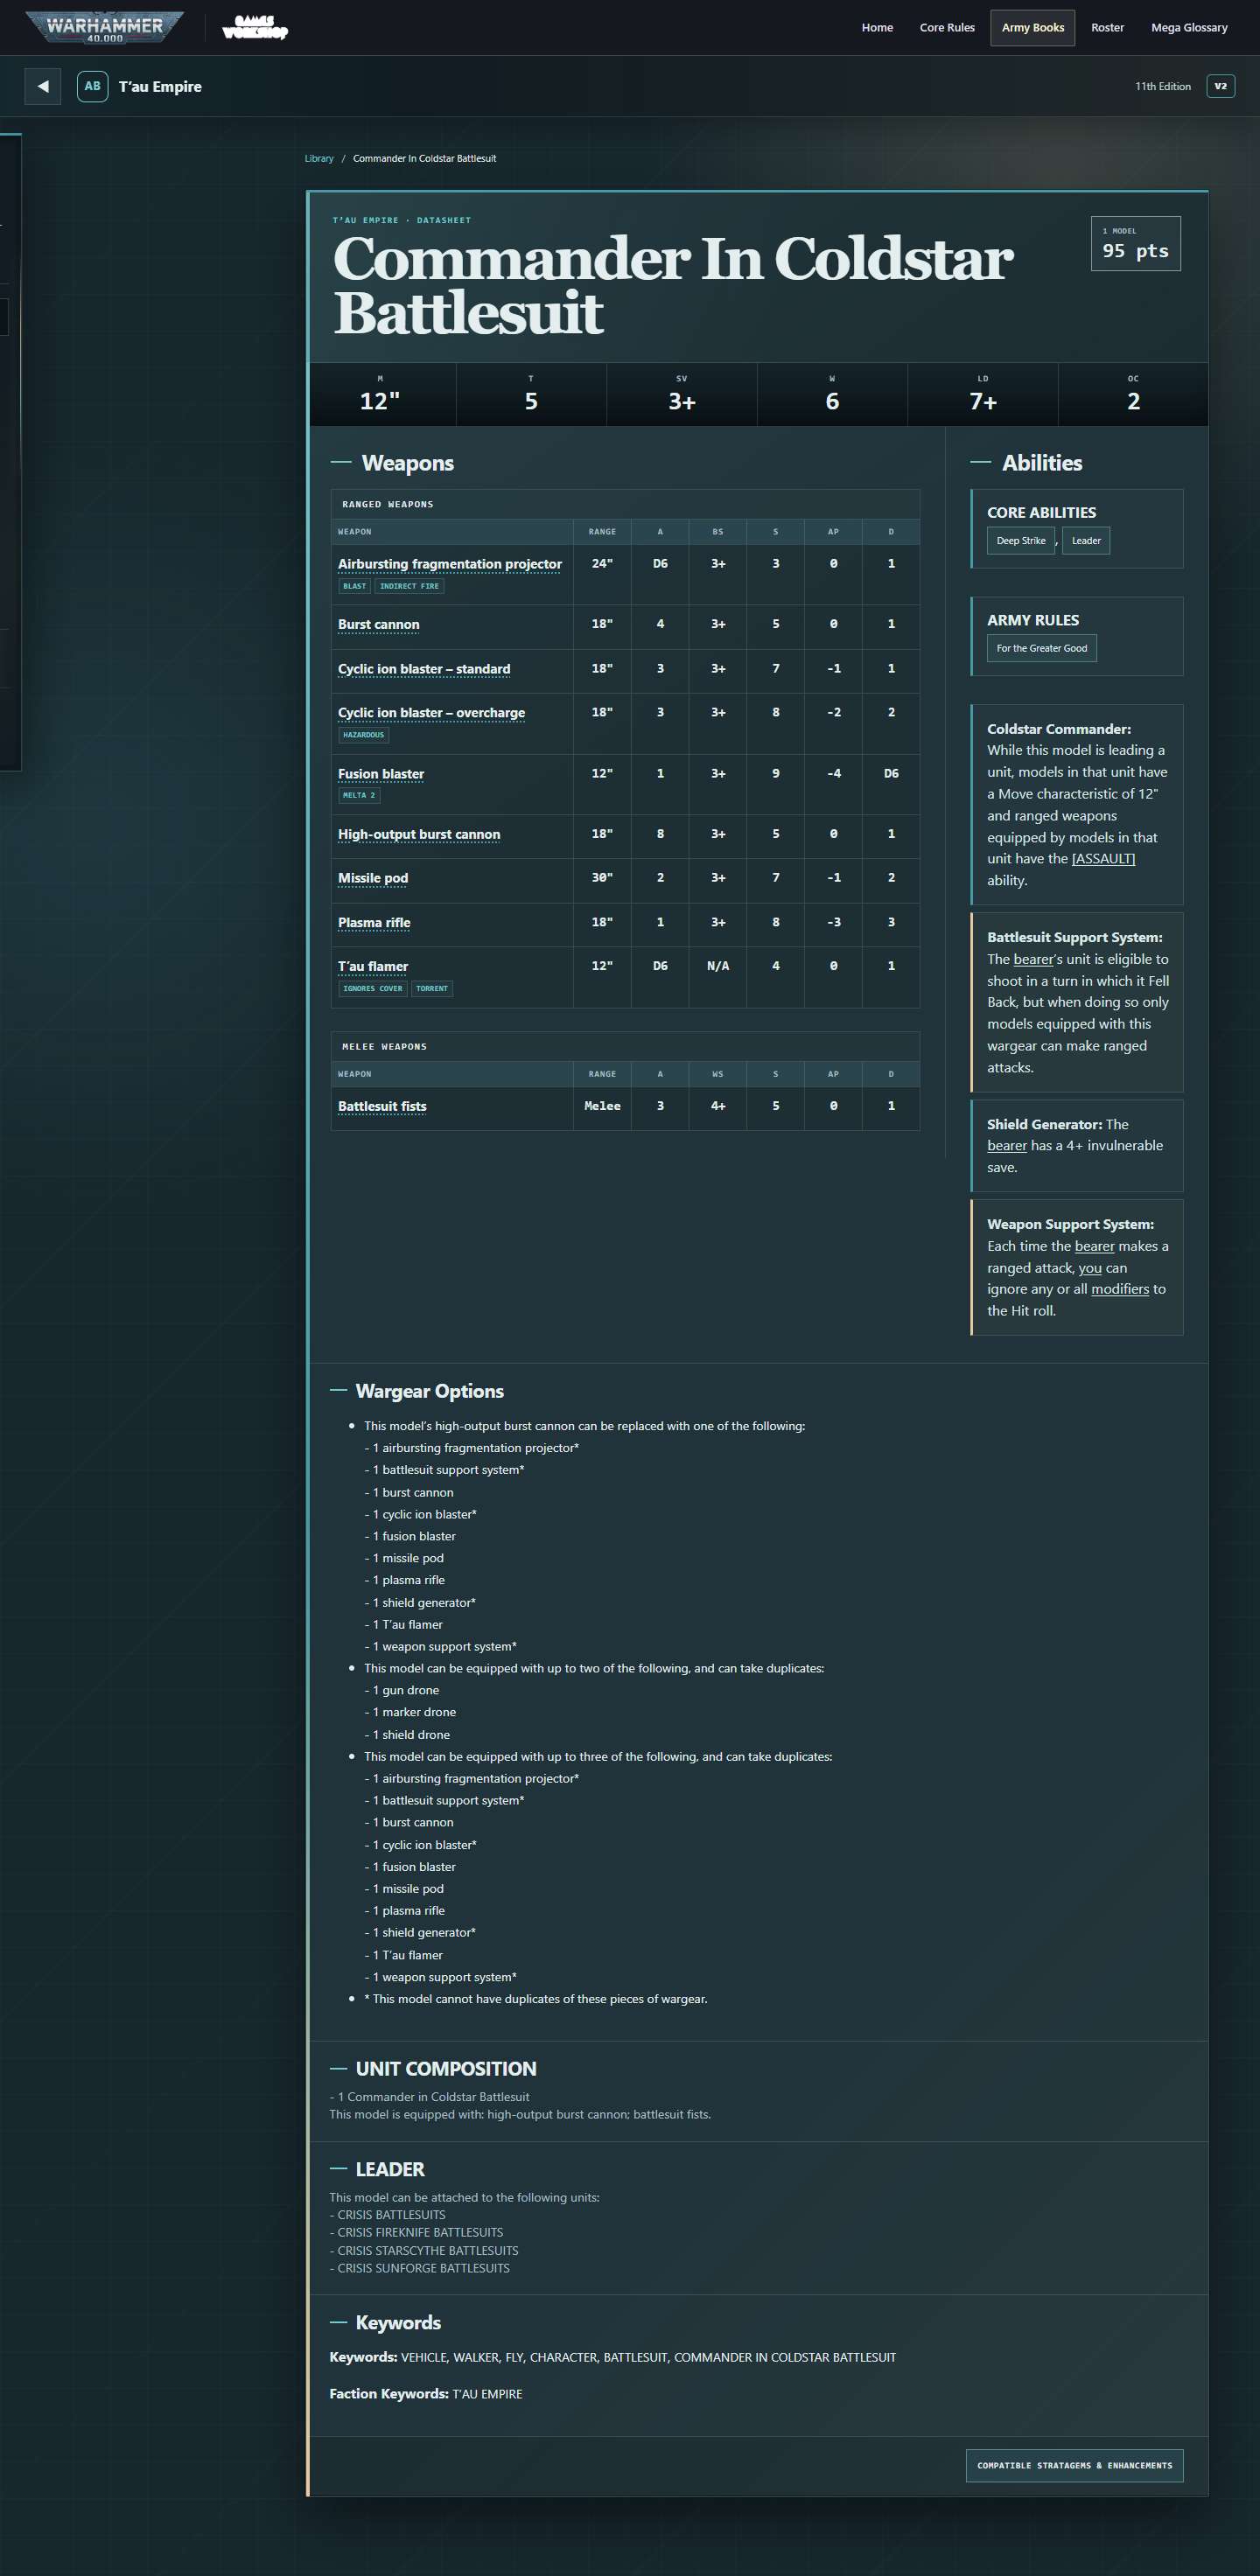 WARHAMMER
40,000
GAMES
WORKSHOP
Home
Core Rules
Army Books
Roster
Mega Glossary
◀
AB
T'au Empire
11th Edition
V2
Library / Commander In Coldstar Battlesuit
T'AU EMPIRE · DATASHEET
Commander In Coldstar
Battlesuit
1 MODEL
95 pts
M
12"
T
5
SV
3+
W
6
LD
7+
OC
2
Weapons
RANGED WEAPONS
WEAPON RANGE A BS S AP D
Airbursting fragmentation projector 24" D6 3+ 3 0 1
BLAST INDIRECT FIRE
Burst cannon 18" 4 3+ 5 0 1
Cyclic ion blaster – standard 18" 3 3+ 7 -1 1
Cyclic ion blaster – overcharge 18" 3 3+ 8 -2 2
HAZARDOUS
Fusion blaster 12" 1 3+ 9 -4 D6
MELTA 2
High-output burst cannon 18" 8 3+ 5 0 1
Missile pod 30" 2 3+ 7 -1 2
Plasma rifle 18" 1 3+ 8 -3 3
T'au flamer 12" D6 N/A 4 0 1
IGNORES COVER TORRENT
MELEE WEAPONS
WEAPON RANGE A WS S AP D
Battlesuit fists Melee 3 4+ 5 0 1
Abilities
CORE ABILITIES
Deep Strike, Leader
ARMY RULES
For the Greater Good
Coldstar Commander:
While this model is leading a
unit, models in that unit have
a Move characteristic of 12"
and ranged weapons
equipped by models in that
unit have the [ASSAULT]
ability.
Battlesuit Support System:
The bearer's unit is eligible to
shoot in a turn in which it Fell
Back, but when doing so only
models equipped with this
wargear can make ranged
attacks.
Shield Generator: The
bearer has a 4+ invulnerable
save.
Weapon Support System:
Each time the bearer makes a
ranged attack, you can
ignore any or all modifiers to
the Hit roll.
Wargear Options
• This model's high-output burst cannon can be replaced with one of the following:
- 1 airbursting fragmentation projector*
- 1 battlesuit support system*
- 1 burst cannon
- 1 cyclic ion blaster*
- 1 fusion blaster
- 1 missile pod
- 1 plasma rifle
- 1 shield generator*
- 1 T'au flamer
- 1 weapon support system*
• This model can be equipped with up to two of the following, and can take duplicates:
- 1 gun drone
- 1 marker drone
- 1 shield drone
• This model can be equipped with up to three of the following, and can take duplicates:
- 1 airbursting fragmentation projector*
- 1 battlesuit support system*
- 1 burst cannon
- 1 cyclic ion blaster*
- 1 fusion blaster
- 1 missile pod
- 1 plasma rifle
- 1 shield generator*
- 1 T'au flamer
- 1 weapon support system*
• * This model cannot have duplicates of these pieces of wargear.
UNIT COMPOSITION
- 1 Commander in Coldstar Battlesuit
This model is equipped with: high-output burst cannon; battlesuit fists.
LEADER
This model can be attached to the following units:
- CRISIS BATTLESUITS
- CRISIS FIREKNIFE BATTLESUITS
- CRISIS STARSCYTHE BATTLESUITS
- CRISIS SUNFORGE BATTLESUITS
Keywords
Keywords: VEHICLE, WALKER, FLY, CHARACTER, BATTLESUIT, COMMANDER IN COLDSTAR BATTLESUIT
Faction Keywords: T'AU EMPIRE
COMPATIBLE STRATAGEMS & ENHANCEMENTS